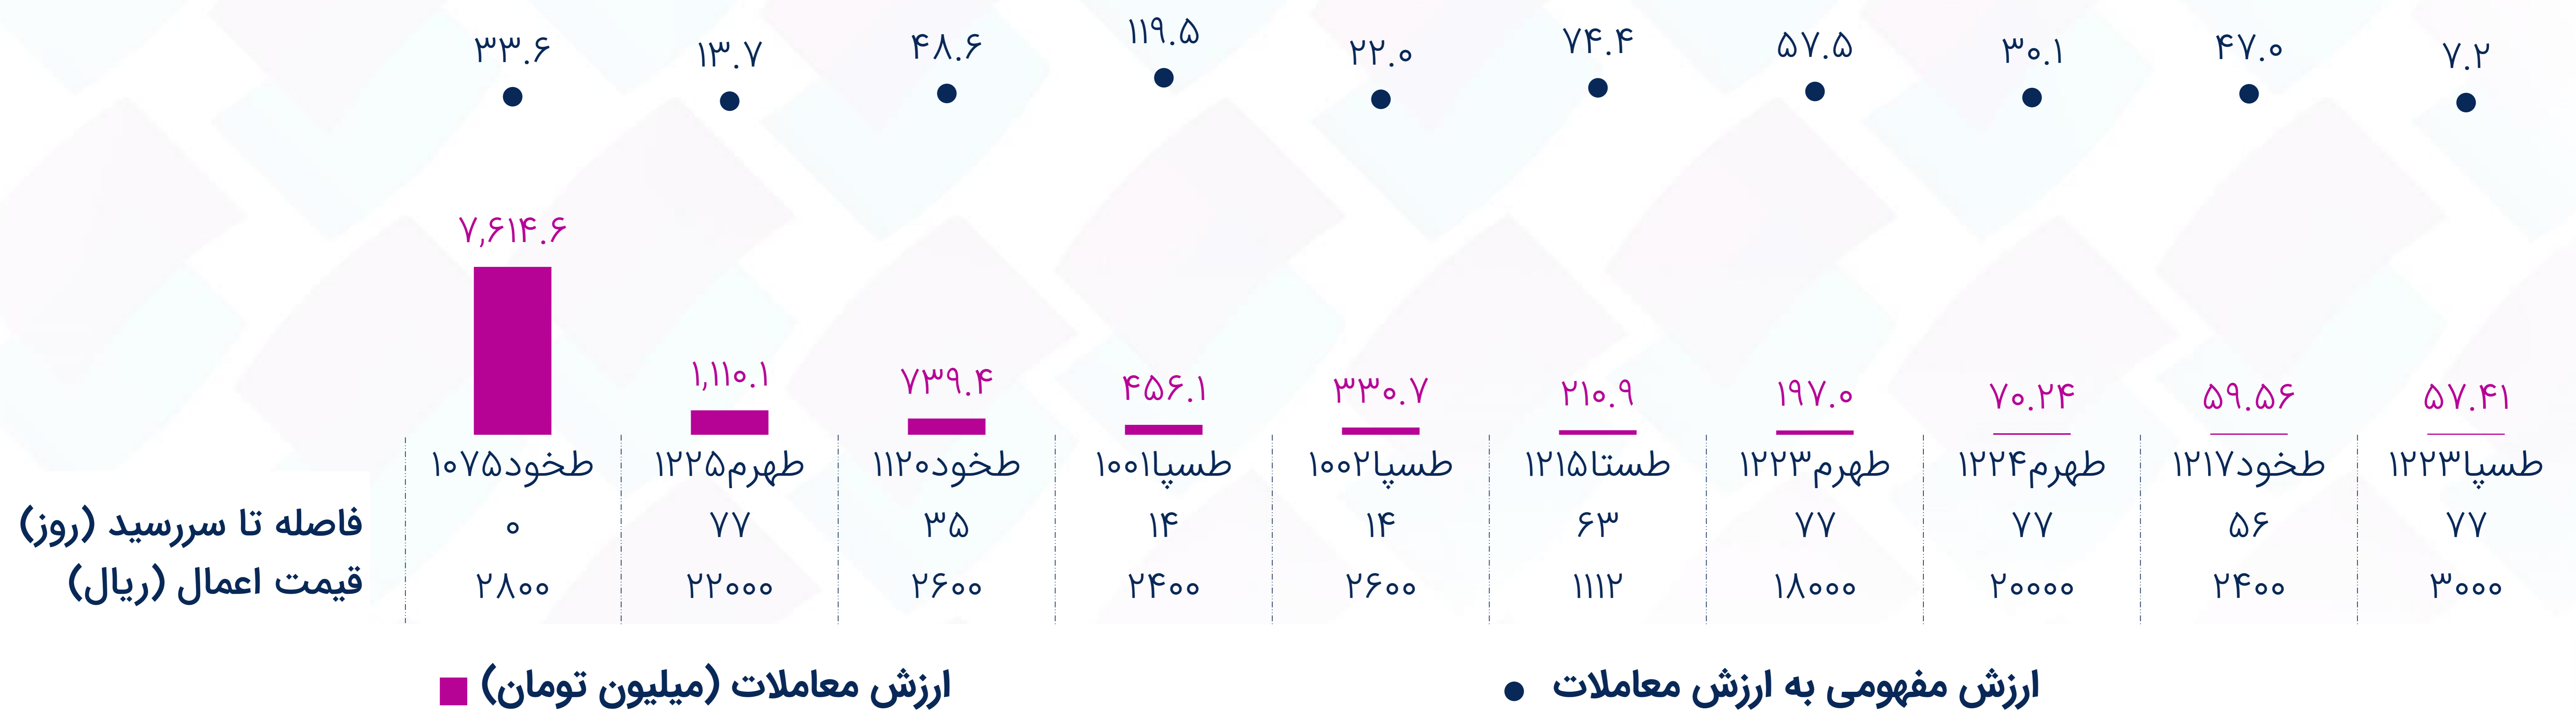 ۳۳.۶ ۱۳.۷ ۴۸.۶ ۱۱۹.۵ ۲۲.۰ ۷۴.۴ ۵۷.۵ ۳۰.۱ ۴۷.۰ ۷.۲
۷,۶۱۴.۶ ۱,۱۱۰.۱ ۷۳۹.۴ ۴۵۶.۱ ۳۳۰.۷ ۲۱۰.۹ ۱۹۷.۰ ۷۰.۲۴ ۵۹.۵۶ ۵۷.۴۱
طخود۱۰۷۵ طهرم۱۲۲۵ طخود۱۱۲۰ طسپا۱۰۰۱ طسپا۱۰۰۲ طستا۱۲۱۵ طهرم۱۲۲۳ طهرم۱۲۲۴ طخود۱۲۱۷ طسپا۱۲۲۳
فاصله تا سررسید (روز) ۰ ۷۷ ۳۵ ۱۴ ۱۴ ۶۳ ۷۷ ۷۷ ۵۶ ۷۷
قیمت اعمال (ریال) ۲۸۰۰ ۲۲۰۰۰ ۲۶۰۰ ۲۴۰۰ ۲۶۰۰ ۱۱۱۲ ۱۸۰۰۰ ۲۰۰۰۰ ۲۴۰۰ ۳۰۰۰
ارزش معاملات (میلیون تومان)
ارزش مفهومی به ارزش معاملات